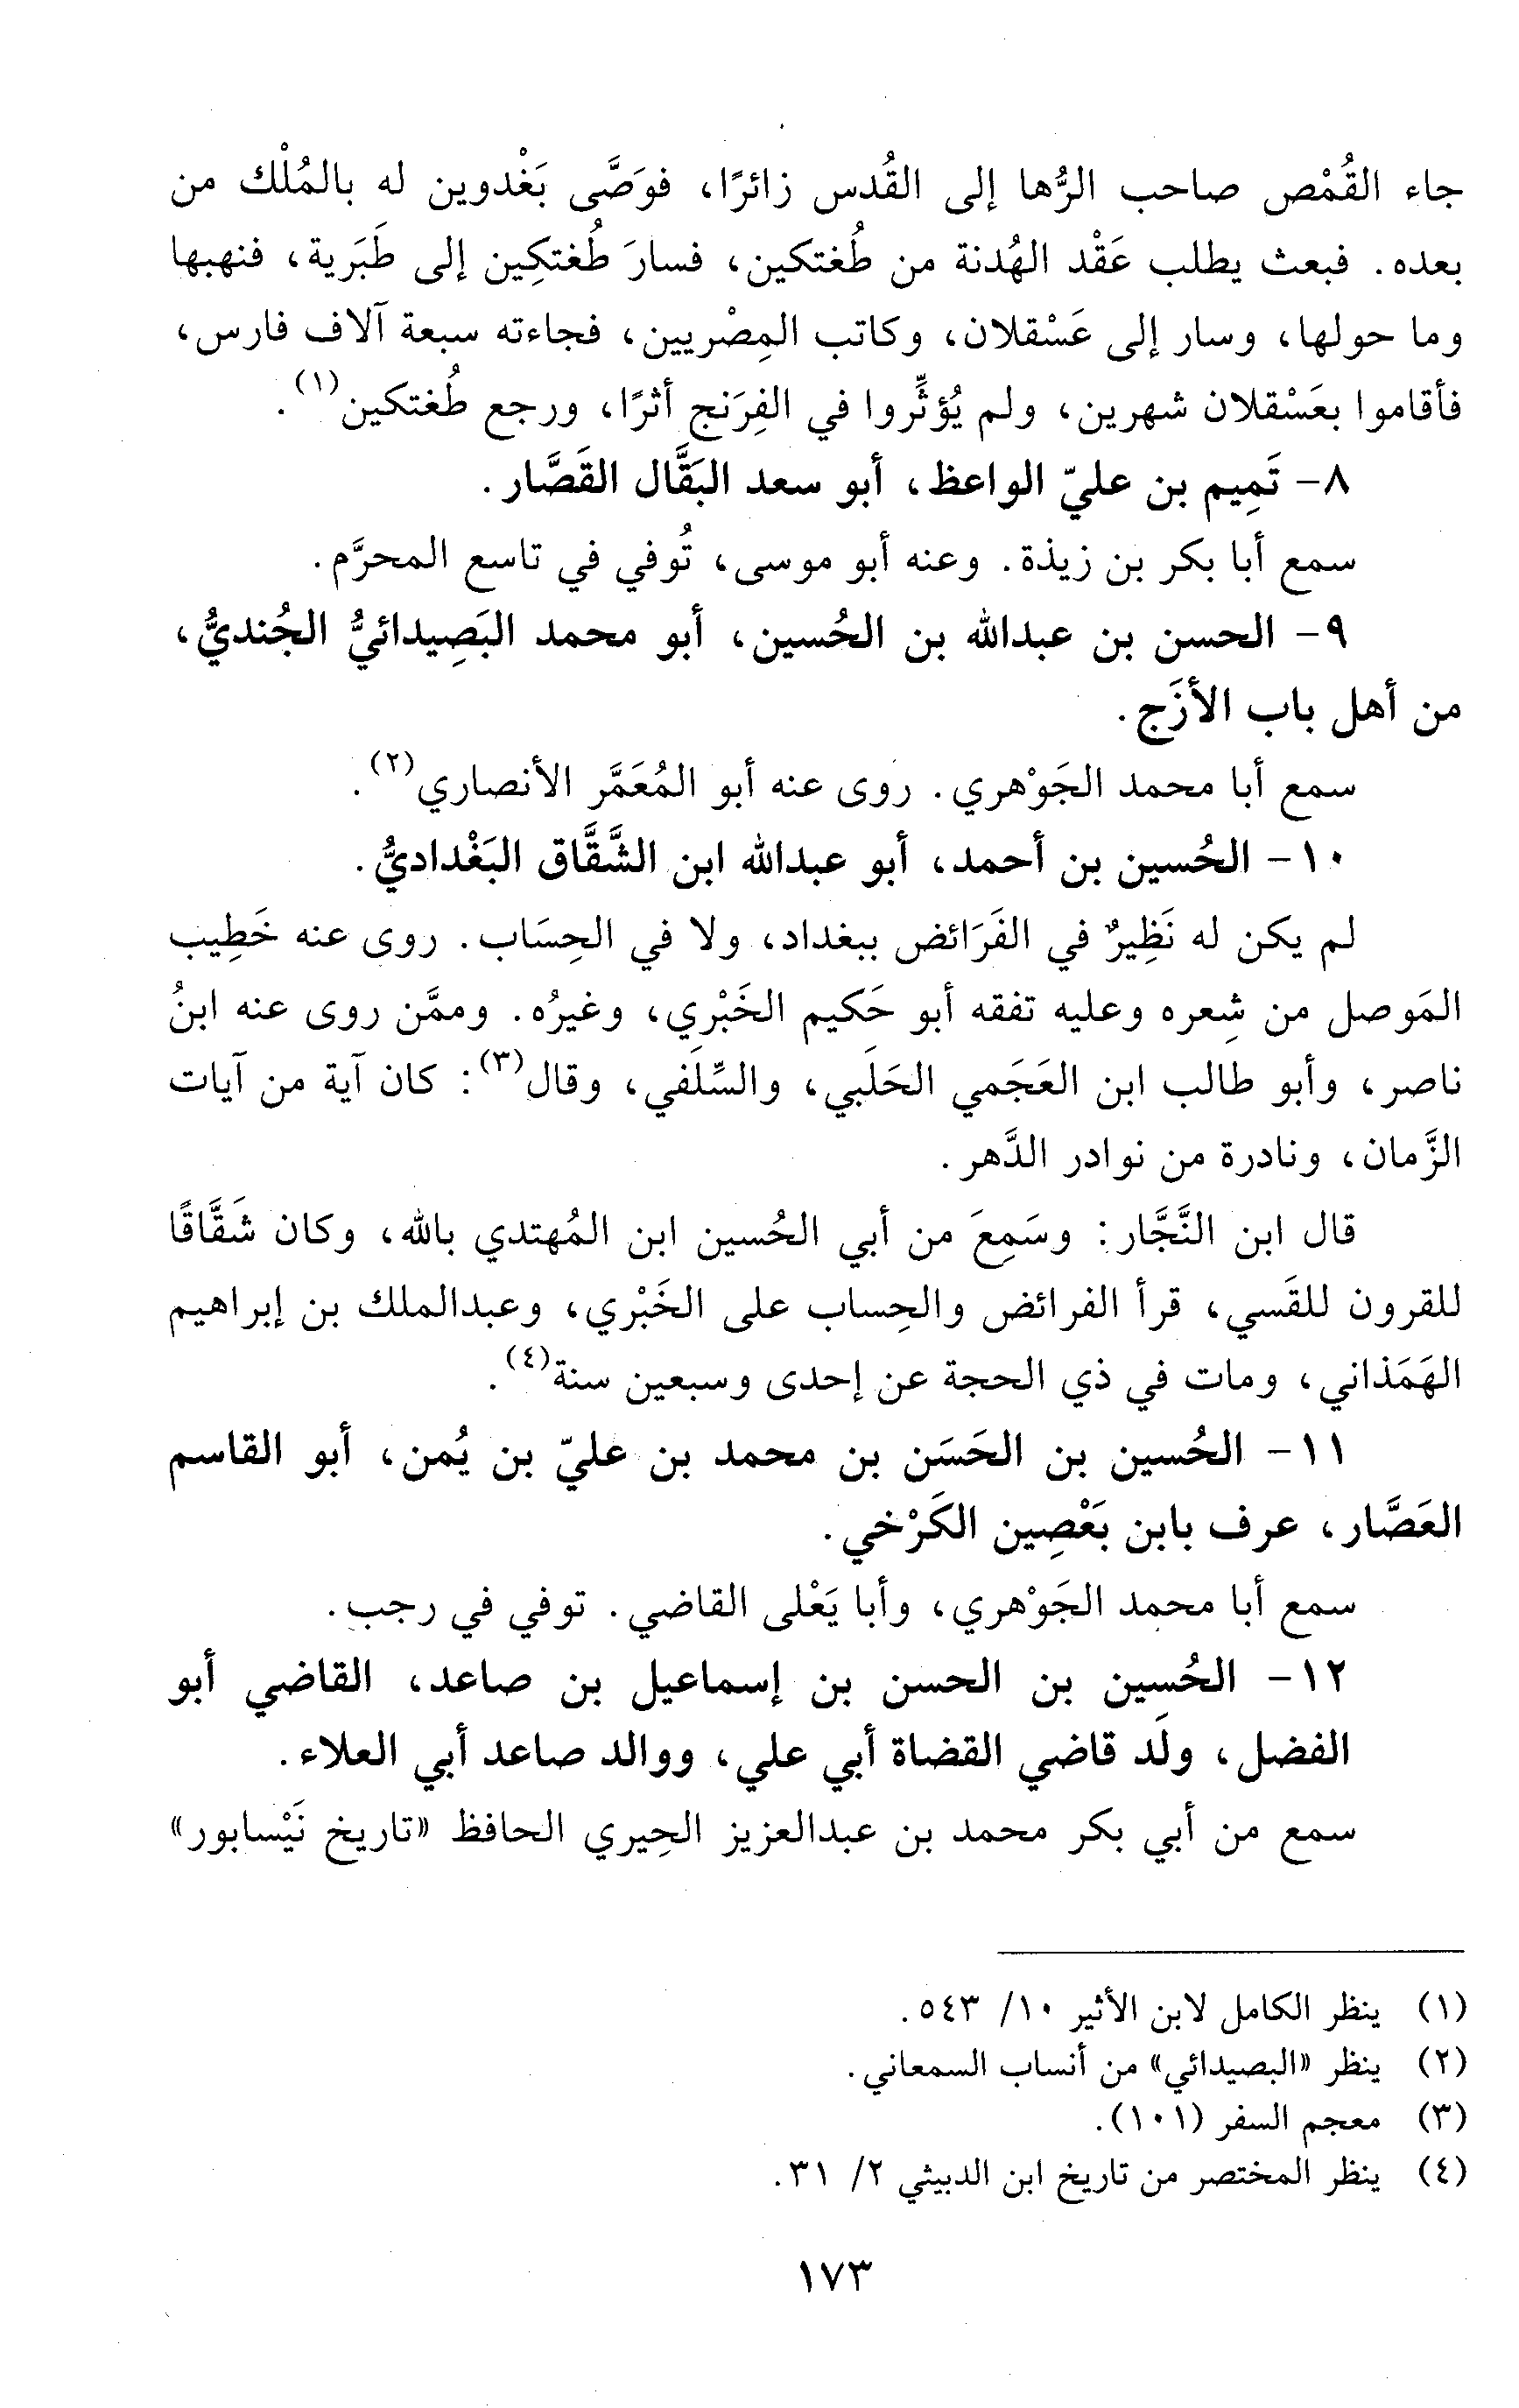 جاء القُمْص صاحب الرُّها إلى القُدس زائرًا، فوَصَّى بَغْدوين له بالمُلْك من
بعده. فبعث يطلب عَقْد الهُدنة من طُغتكين، فسارَ طُغتكِين إلى طَبَرية، فنهبها
وما حولها، وسار إلى عَسْقلان، وكاتب المِصْريين، فجاءته سبعة آلاف فارس،
فأقاموا بعَسْقلان شهرين، ولم يُؤثِّروا في الفِرَنج أثرًا، ورجع طُغتكين(١).
٨- تَمِيم بن عليّ الواعظ، أبو سعد البَقَّال القَصَّار.
سمع أبا بكر بن زيذة. وعنه أبو موسى، تُوفي في تاسع المحرَّم.
٩- الحسن بن عبدالله بن الحُسين، أبو محمد البَصِيدائيُّ الجُنديُّ،
من أهل باب الأزَج.
سمع أبا محمد الجَوْهري. روى عنه أبو المُعَمَّر الأنصاري(٢).
١٠- الحُسين بن أحمد، أبو عبدالله ابن الشَّقَّاق البَغْداديُّ.
لم يكن له نَظِيرٌ في الفَرَائض ببغداد، ولا في الحِسَاب. روى عنه خَطِيب
المَوصل من شِعره وعليه تفقه أبو حَكيم الخَبْري، وغيرُه. وممَّن روى عنه ابنُ
ناصر، وأبو طالب ابن العَجَمي الحَلَبي، والسِّلَفي، وقال(٣): كان آية من آيات
الزَّمان، ونادرة من نوادر الدَّهر.
قال ابن النَّجَّار: وسَمِعَ من أبي الحُسين ابن المُهتدي بالله، وكان شَقَّاقًا
للقرون للقَسي، قرأ الفرائض والحِساب على الخَبْري، وعبدالملك بن إبراهيم
الهَمَذاني، ومات في ذي الحجة عن إحدى وسبعين سنة(٤).
١١- الحُسين بن الحَسَن بن محمد بن عليّ بن يُمن، أبو القاسم
العَصَّار، عرف بابن بَعْصِين الكَرْخي.
سمع أبا محمد الجَوْهري، وأبا يَعْلى القاضي. توفي في رجب.
١٢- الحُسِين بن الحسن بن إسماعيل بن صاعد، القاضي أبو
الفضل، ولَد قاضي القضاة أبي علي، ووالد صاعد أبي العلاء.
سمع من أبي بكر محمد بن عبدالعزيز الحِيري الحافظ «تاريخ نَيْسابور»
(١) ينظر الكامل لابن الأثير ١٠/ ٥٤٣.
(٢) ينظر «البصيدائي» من أنساب السمعاني.
(٣) معجم السفر (١٠١).
(٤) ينظر المختصر من تاريخ ابن الدبيثي ٢/ ٣١.
١٧٣